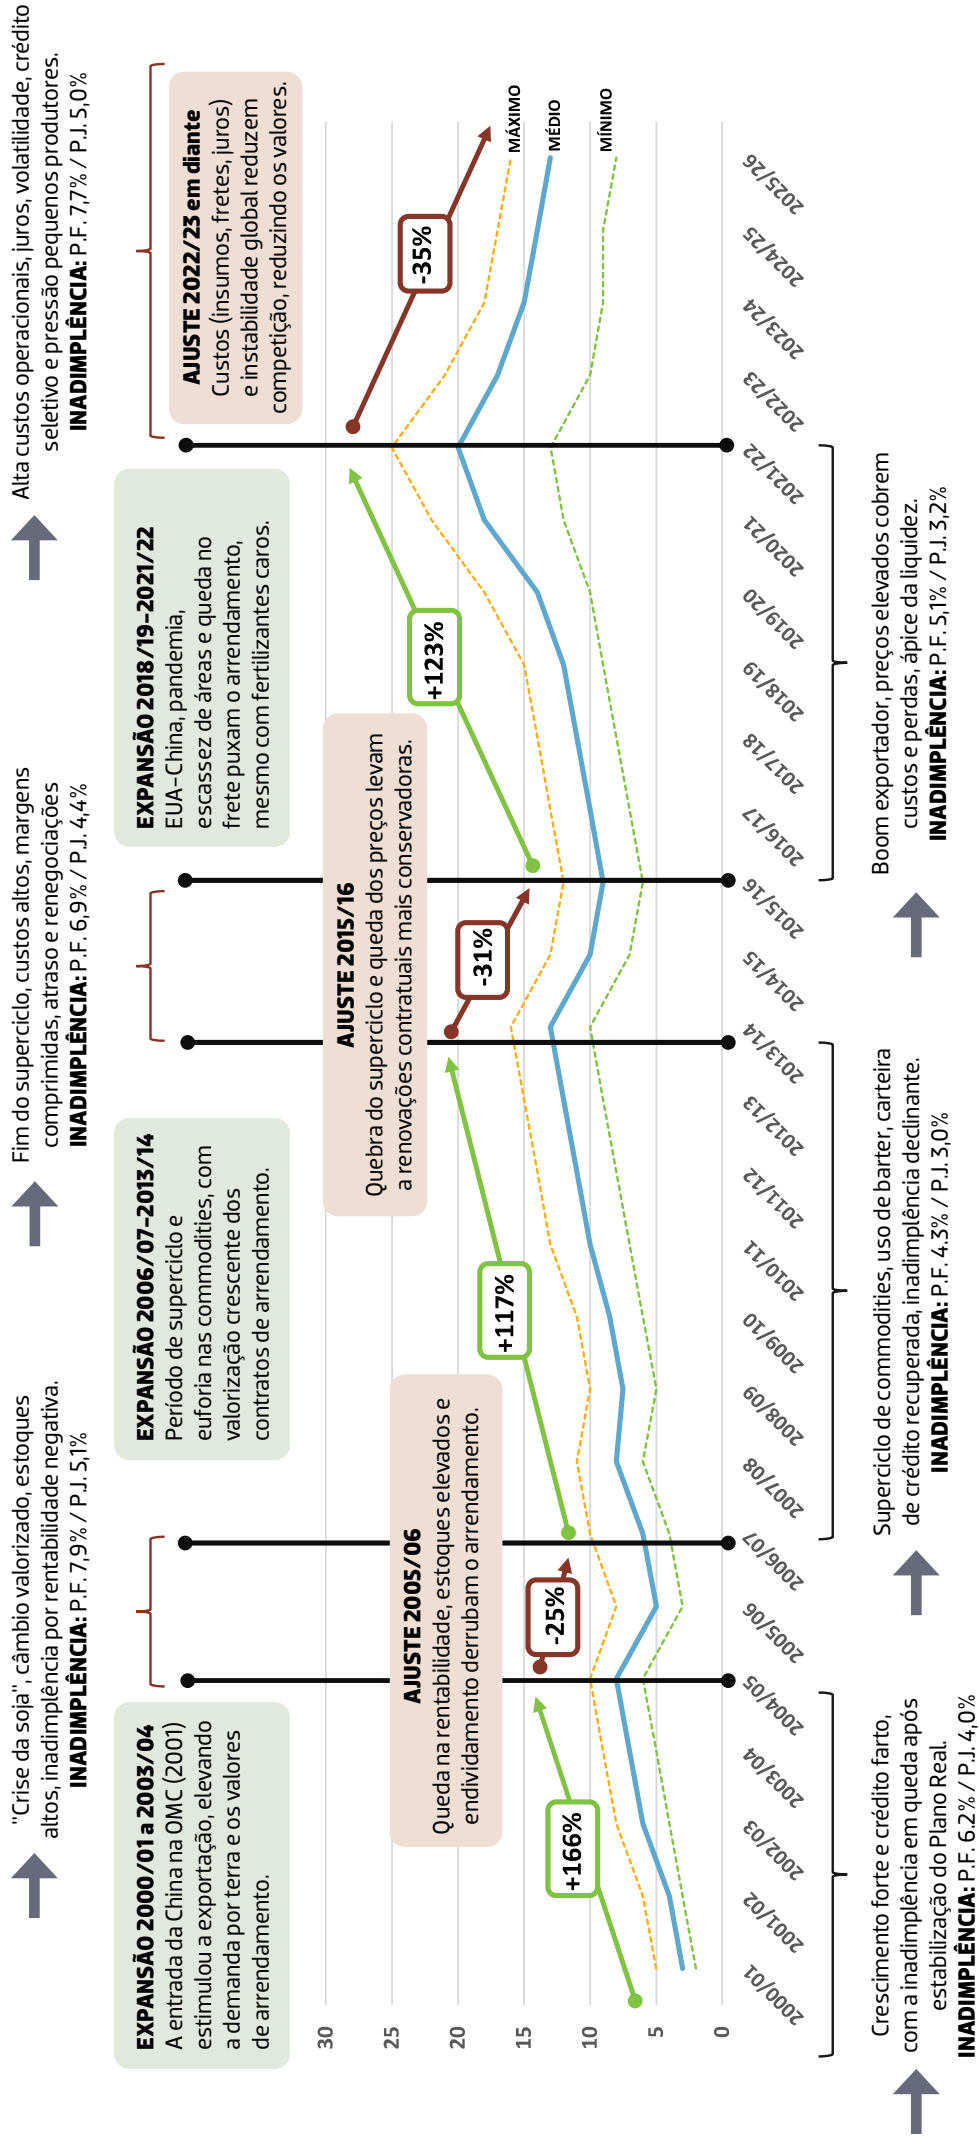 "Crise da soja", câmbio valorizado, estoques
altos, inadimplência por rentabilidade negativa.
INADIMPLÊNCIA: P.F. 7,9% / P.J. 5,1%
Fim do superciclo, custos altos, margens
comprimidas, atraso e renegociações
INADIMPLÊNCIA: P.F. 6,9% / P.J. 4,4%
Alta custos operacionais, juros, volatilidade, crédito
seletivo e pressão pequenos produtores.
INADIMPLÊNCIA: P.F. 7,7% / P.J. 5,0%
EXPANSÃO 2000/01 a 2003/04
A entrada da China na OMC (2001)
estimulou a exportação, elevando
a demanda por terra e os valores
de arrendamento.
EXPANSÃO 2006/07–2013/14
Período de superciclo e
euforia nas commodities, com
valorização crescente dos
contratos de arrendamento.
EXPANSÃO 2018/19–2021/22
EUA–China, pandemia,
escassez de áreas e queda no
frete puxam o arrendamento,
mesmo com fertilizantes caros.
AJUSTE 2022/23 em diante
Custos (insumos, fretes, juros)
e instabilidade global reduzem
competição, reduzindo os valores.
AJUSTE 2015/16
Quebra do superciclo e queda dos preços levam
a renovações contratuais mais conservadoras.
AJUSTE 2005/06
Queda na rentabilidade, estoques elevados e
endividamento derrubam o arrendamento.
+166%
-25%
+117%
-31%
+123%
-35%
MÁXIMO
MÉDIO
MÍNIMO
30
25
20
15
10
5
0
2000/01
2001/02
2002/03
2003/04
2004/05
2005/06
2006/07
2007/08
2008/09
2009/10
2010/11
2011/12
2012/13
2013/14
2014/15
2015/16
2016/17
2017/18
2018/19
2019/20
2020/21
2021/22
2022/23
2023/24
2024/25
2025/26
Crescimento forte e crédito farto,
com a inadimplência em queda após
estabilização do Plano Real.
INADIMPLÊNCIA: P.F. 6.2% / P.J. 4,0%
Superciclo de commodities, uso de barter, carteira
de crédito recuperada, inadimplência declinante.
INADIMPLÊNCIA: P.F. 4.3% / P.J. 3,0%
Boom exportador, preços elevados cobrem
custos e perdas, ápice da liquidez.
INADIMPLÊNCIA: P.F. 5,1% / P.J. 3,2%